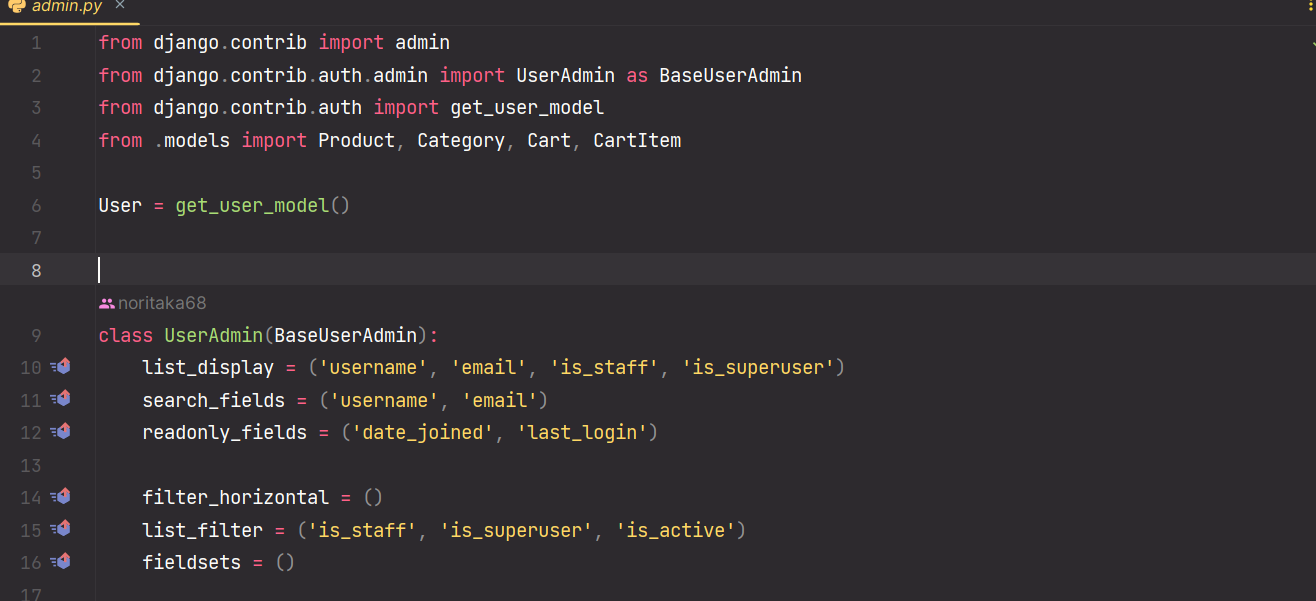 admin.py ×
1 from django.contrib import admin
2 from django.contrib.auth.admin import UserAdmin as BaseUserAdmin
3 from django.contrib.auth import get_user_model
4 from .models import Product, Category, Cart, CartItem
5
6 User = get_user_model()
7
8
noritaka68
9 class UserAdmin(BaseUserAdmin):
10 list_display = ('username', 'email', 'is_staff', 'is_superuser')
11 search_fields = ('username', 'email')
12 readonly_fields = ('date_joined', 'last_login')
13
14 filter_horizontal = ()
15 list_filter = ('is_staff', 'is_superuser', 'is_active')
16 fieldsets = ()
17